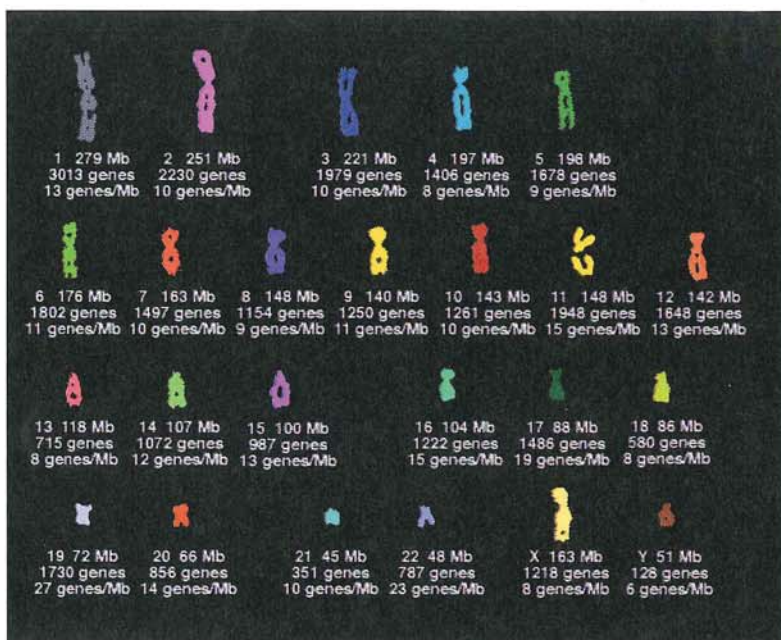 1 279 Mb
3013 genes
13 genes/Mb
2 251 Mb
2230 genes
10 genes/Mb
3 221 Mb
1979 genes
10 genes/Mb
4 197 Mb
1406 genes
8 genes/Mb
5 198 Mb
1678 genes
9 genes/Mb
6 176 Mb
1802 genes
11 genes/Mb
7 163 Mb
1497 genes
10 genes/Mb
8 148 Mb
1154 genes
9 genes/Mb
9 140 Mb
1250 genes
11 genes/Mb
10 143 Mb
1261 genes
10 genes/Mb
11 148 Mb
1948 genes
15 genes/Mb
12 142 Mb
1648 genes
13 genes/Mb
13 118 Mb
715 genes
8 genes/Mb
14 107 Mb
1072 genes
12 genes/Mb
15 100 Mb
987 genes
13 genes/Mb
16 104 Mb
1222 genes
15 genes/Mb
17 88 Mb
1486 genes
19 genes/Mb
18 86 Mb
580 genes
8 genes/Mb
19 72 Mb
1730 genes
27 genes/Mb
20 66 Mb
856 genes
14 genes/Mb
21 45 Mb
351 genes
10 genes/Mb
22 48 Mb
787 genes
23 genes/Mb
X 163 Mb
1218 genes
8 genes/Mb
Y 51 Mb
128 genes
6 genes/Mb